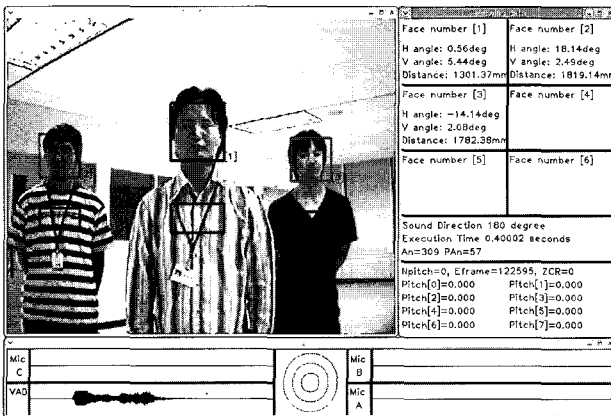 Face number [1]
Face number [2]
H angle: 0.56deg
V angle: 5.44deg
Distance: 1301.37mm
H angle: 18.14deg
V angle: 2.49deg
Distance: 1819.14mm
Face number [3]
Face number [4]
H angle: -14.14deg
V angle: 2.08deg
Distance: 1782.38mm
Face number [5]
Face number [6]
Sound Direction 180 degree
Execution Time 0.40002 seconds
An=309 PAn=57
Npitch=0, Eframe=122595, ZCR=0
Pitch[0]=0.000 Pitch[1]=0.000
Pitch[2]=0.000 Pitch[3]=0.000
Pitch[4]=0.000 Pitch[5]=0.000
Pitch[6]=0.000 Pitch[7]=0.000
[1]
Mic
C
Mic
B
VAD
Mic
A